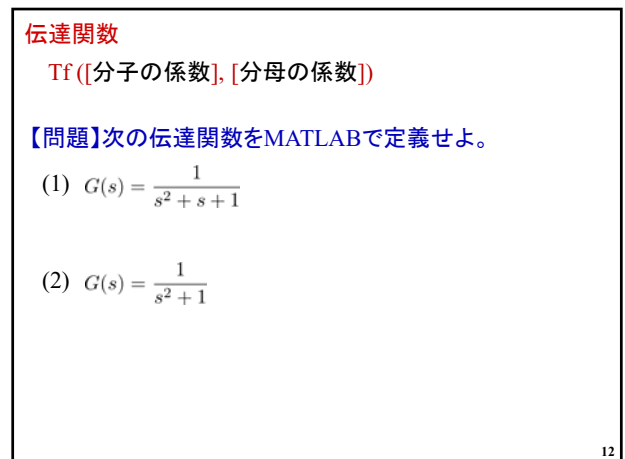 伝達関数
Tf ([分子の係数], [分母の係数])
【問題】次の伝達関数をMATLABで定義せよ。
(1) G(s) = \frac{1}{s^2 + s + 1}
(2) G(s) = \frac{1}{s^2 + 1}
12